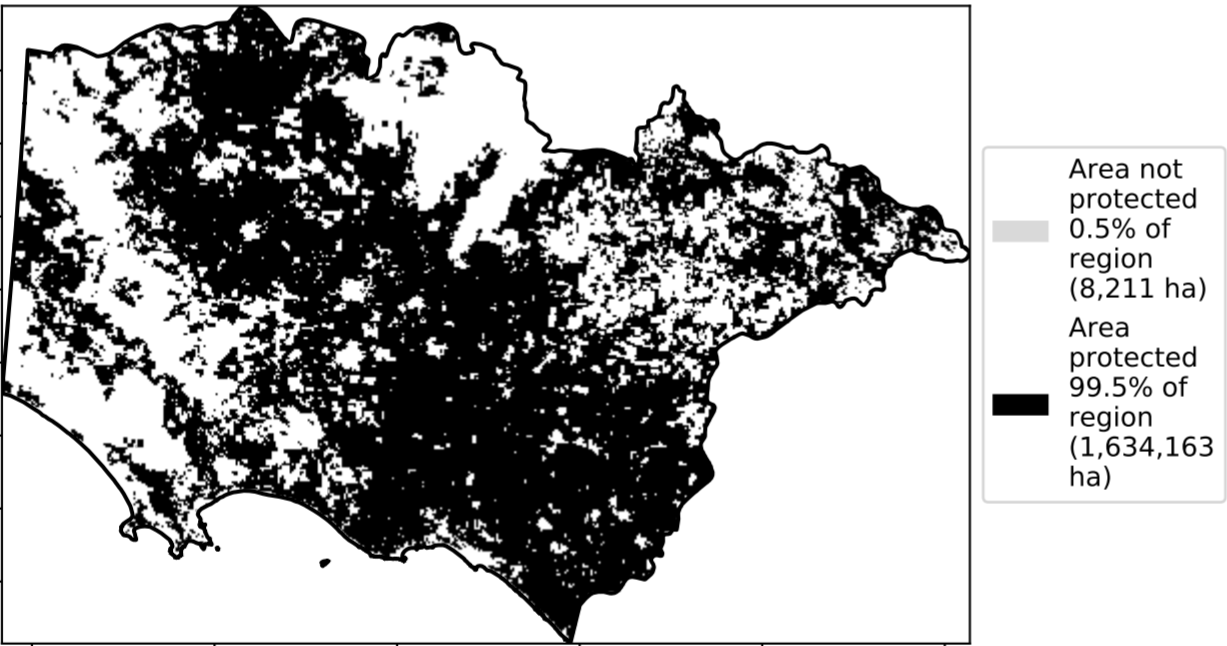 Area not
protected
0.5% of
region
(8,211 ha)
Area
protected
99.5% of
region
(1,634,163
ha)